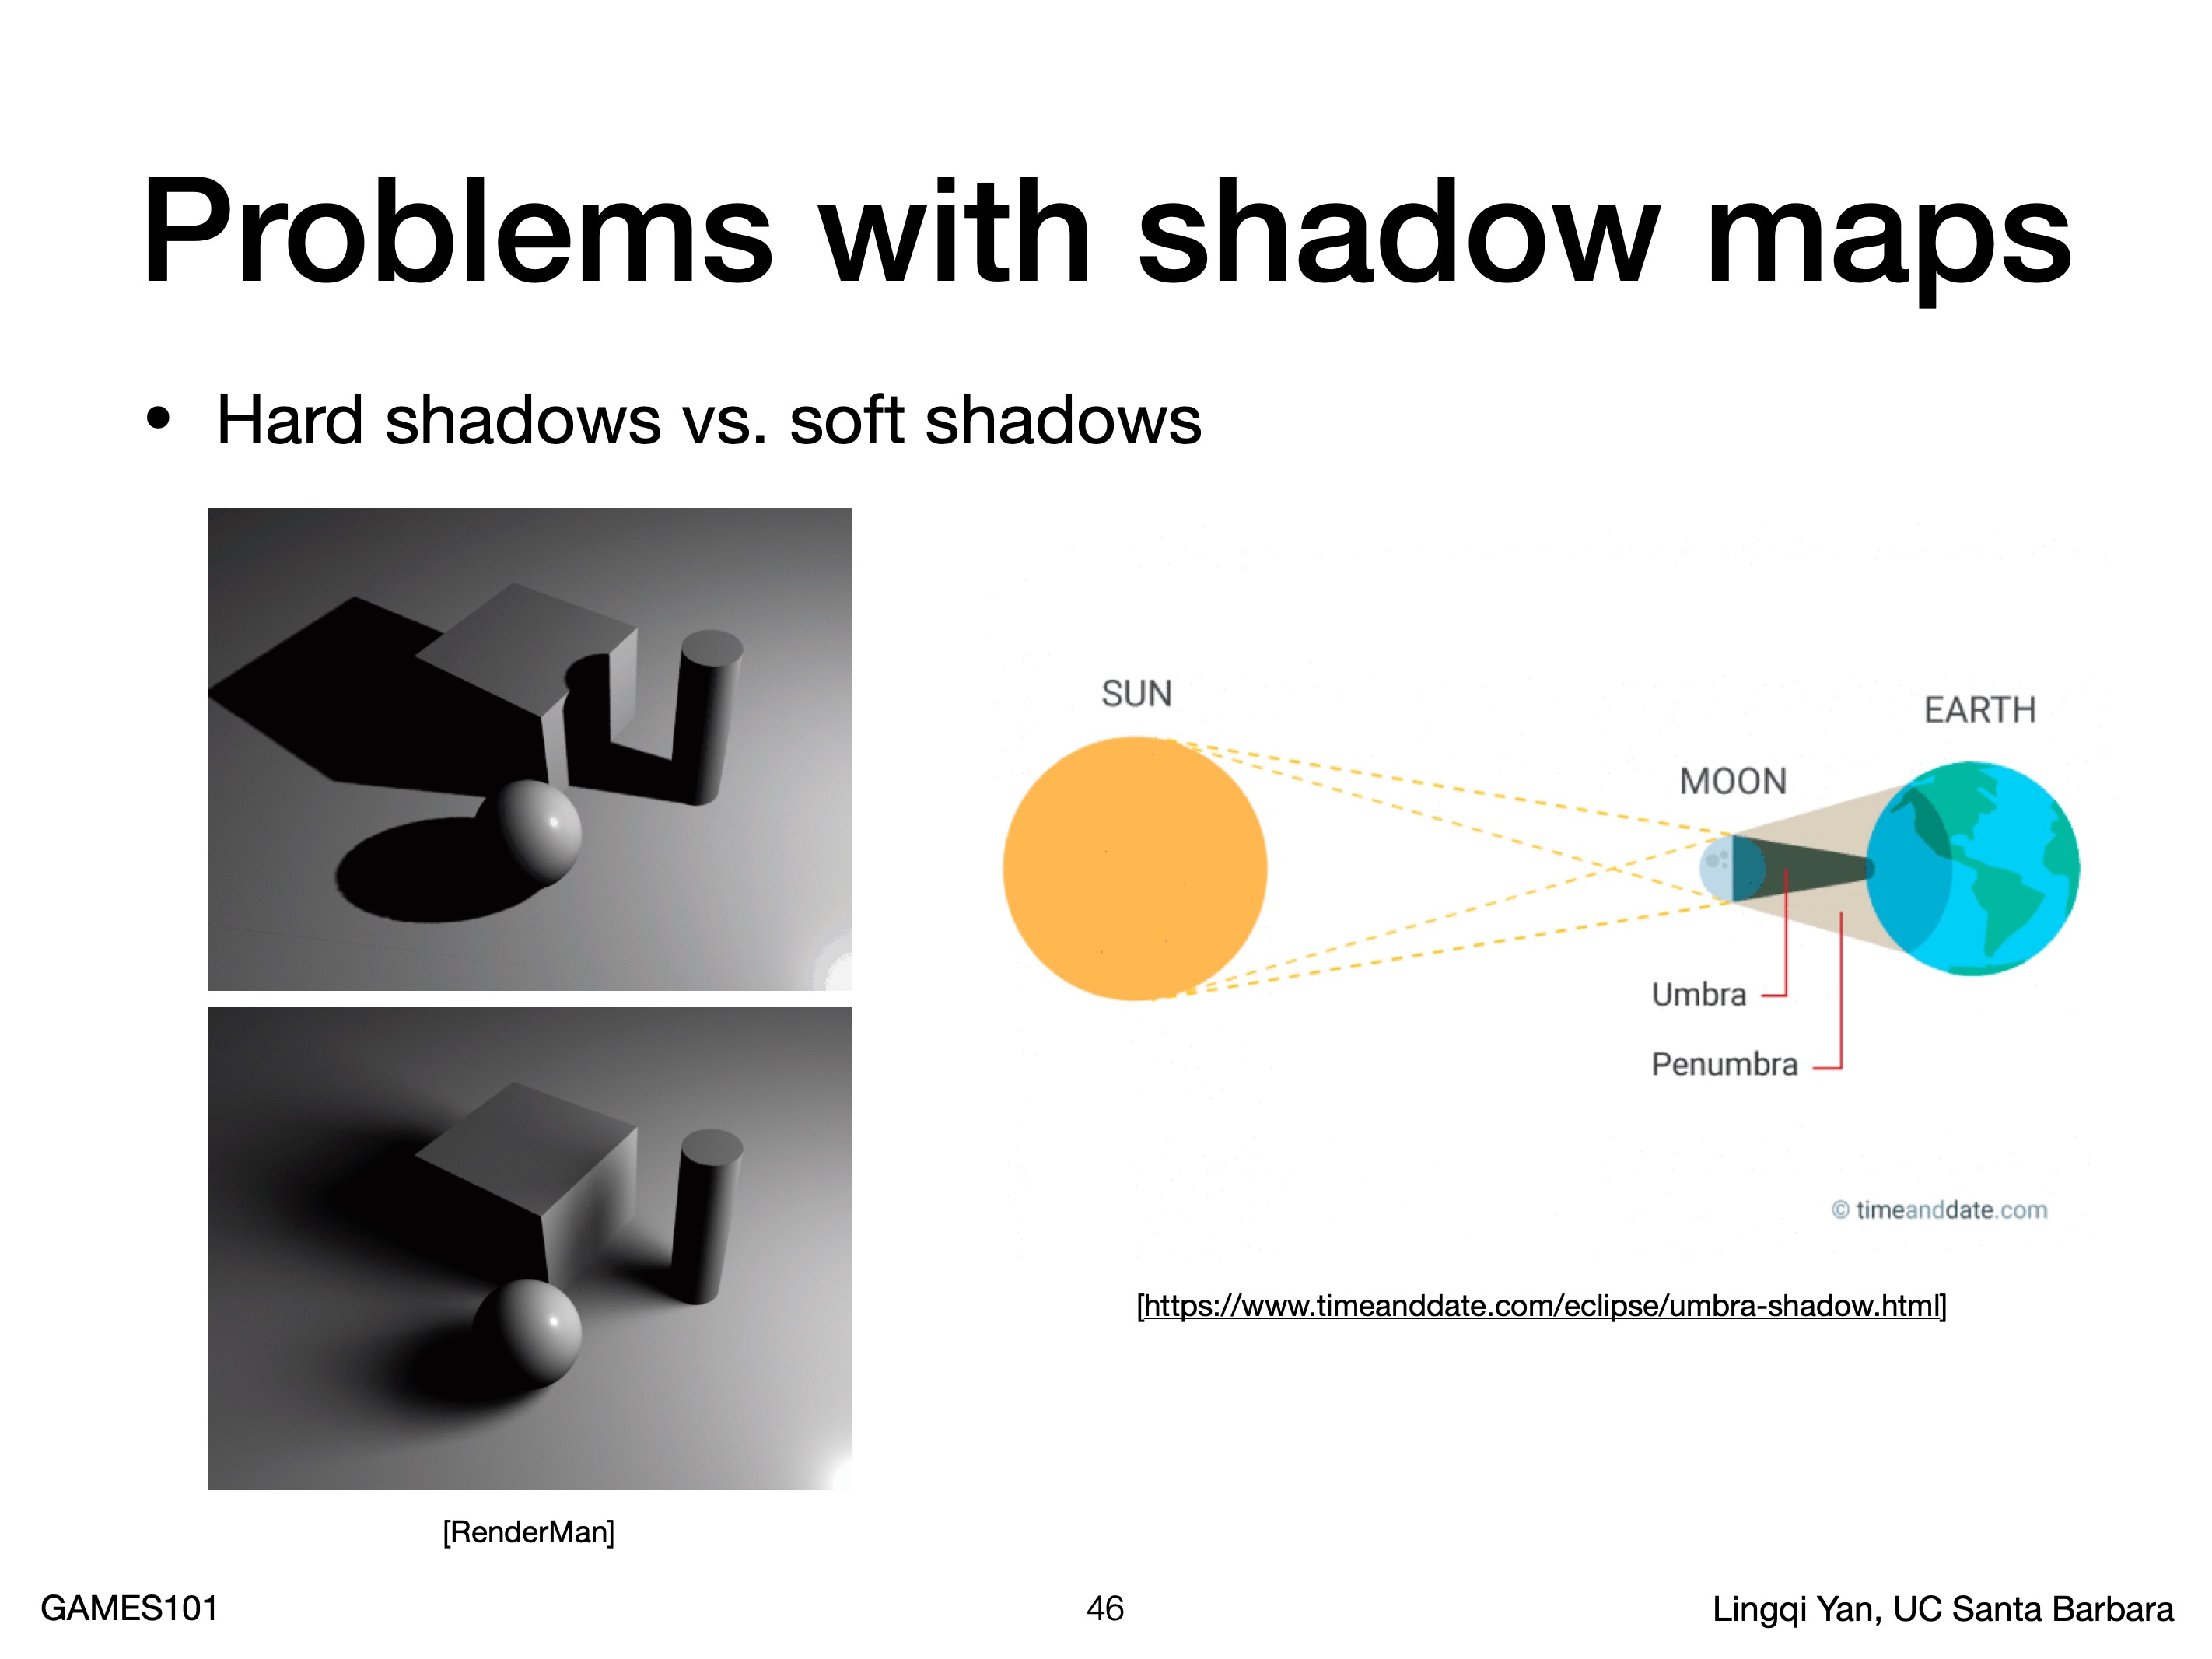 Problems with shadow maps
• Hard shadows vs. soft shadows
SUN
EARTH
MOON
Umbra
Penumbra
© timeanddate.com
[https://www.timeanddate.com/eclipse/umbra-shadow.html]
[RenderMan]
GAMES101
46
Lingqi Yan, UC Santa Barbara